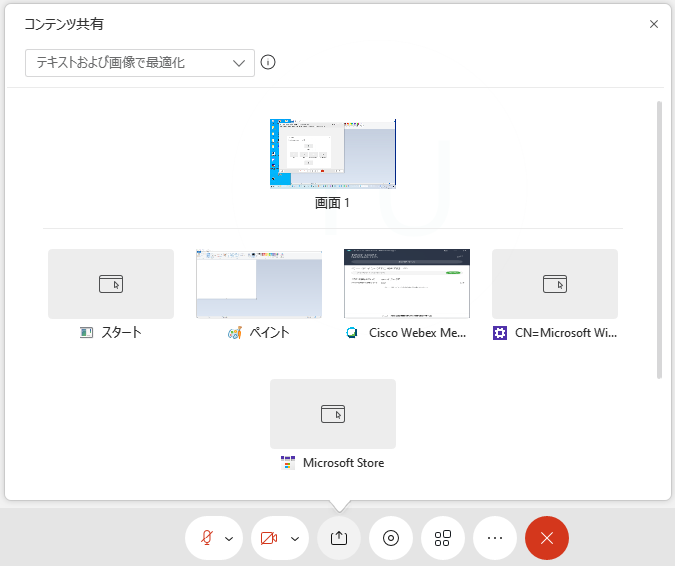 コンテンツ共有
テキストおよび画像で最適化
画面 1
スタート
ペイント
Cisco Webex Me...
CN=Microsoft Wi...
Microsoft Store